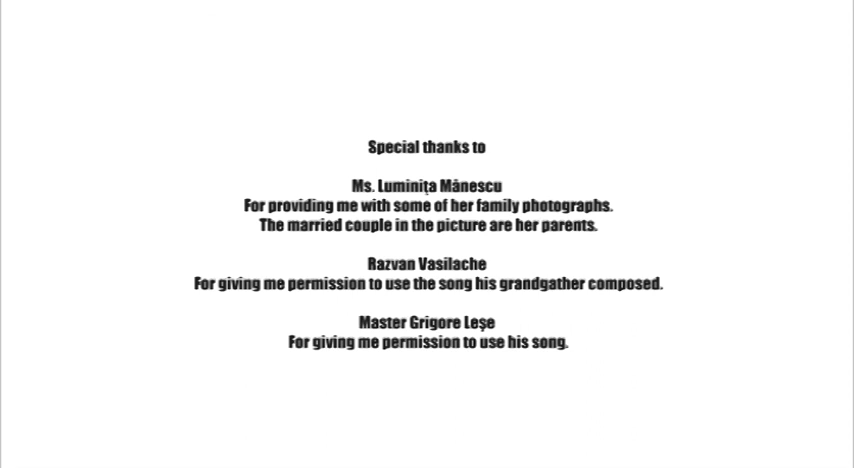 Special thanks to
Ms. Luminița Mănescu
For providing me with some of her family photographs.
The married couple in the picture are her parents.
Razvan Vasilache
For giving me permission to use the song his grandgather composed.
Master Grigore Leșe
For giving me permission to use his song.